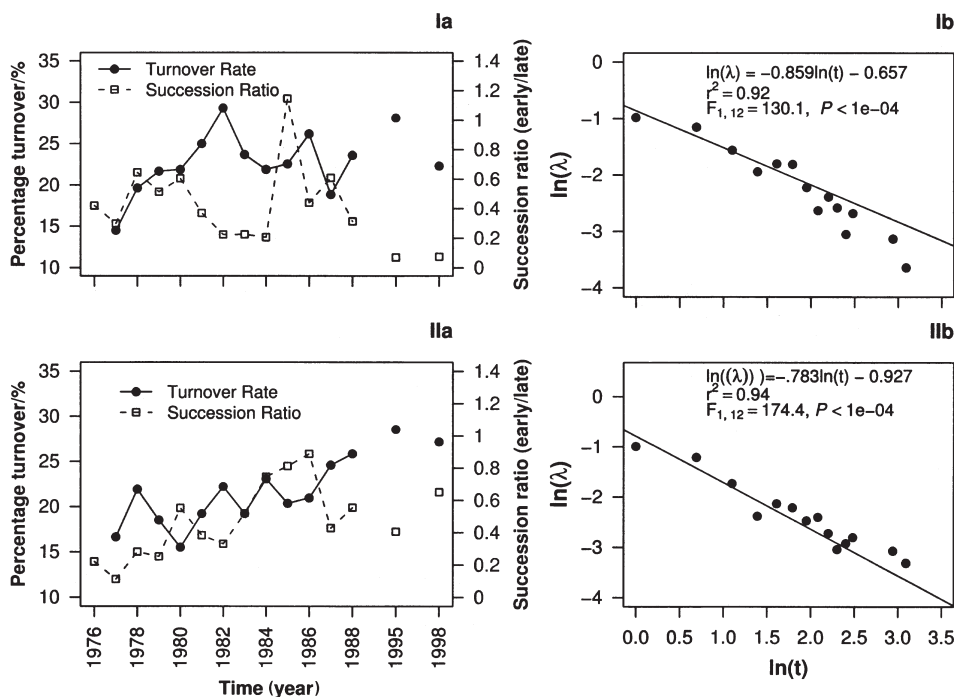 Ia
Percentage turnover/%
35
30
25
20
15
10
Turnover Rate
Succession Ratio
1.4
1.2
1
0.8
0.6
0.4
0.2
0
Succession ratio (early/late)
Ib
ln(λ)
−0
−1
−2
−3
−4
ln(λ) = −0.859ln(t) − 0.657
r² = 0.92
F₁,₁₂ = 130.1, P < 1e−04
IIa
Percentage turnover/%
35
30
25
20
15
10
Turnover Rate
Succession Ratio
1.4
1.2
1
0.8
0.6
0.4
0.2
0
Succession ratio (early/late)
1976
1978
1980
1982
1984
1986
1988
1995
1998
Time (year)
IIb
ln(λ)
0
−1
−2
−3
−4
ln((λ)) )=−.783ln(t) − 0.927
r² = 0.94
F₁,₁₂ = 174.4, P < 1e−04
0.0 0.5 1.0 1.5 2.0 2.5 3.0 3.5
ln(t)